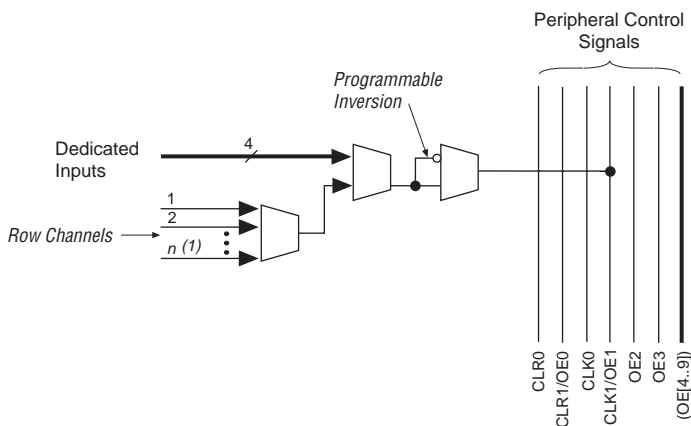 Peripheral Control
Signals
Programmable
Inversion
Dedicated
Inputs
4
1
2
n (1)
Row Channels
CLR0
CLR1/OE0
CLK0
CLK1/OE1
OE2
OE3
(OE[4..9])